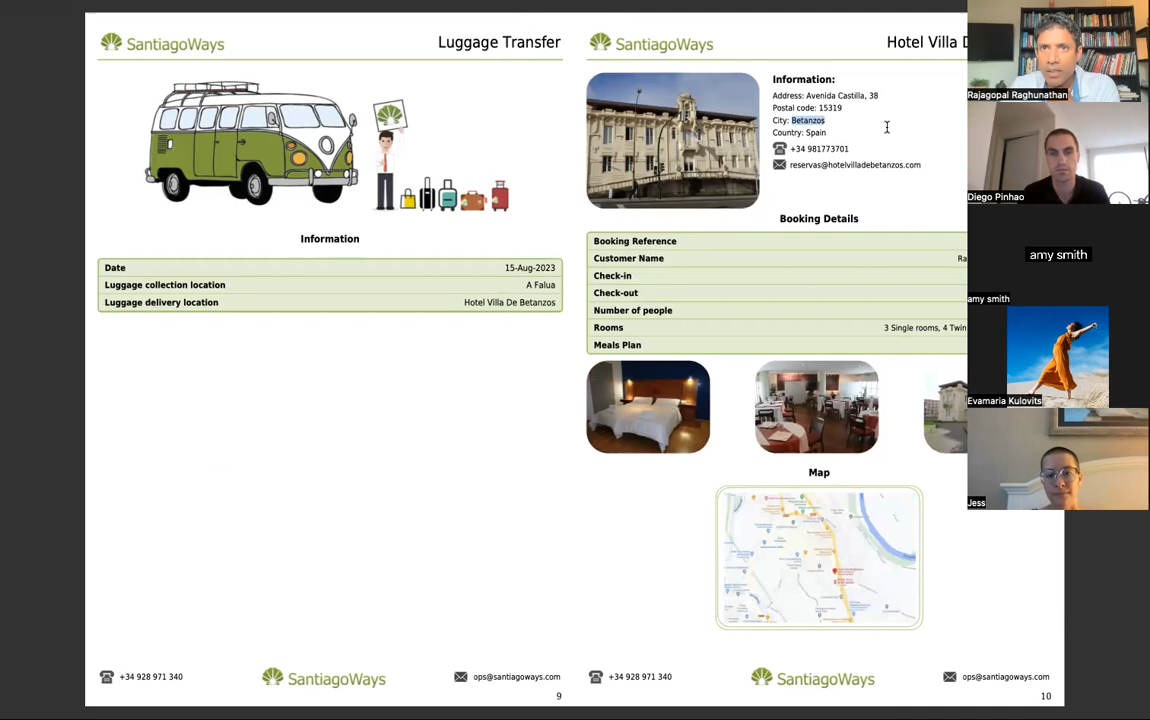 SantiagoWays
Luggage Transfer
Information
Date 15-Aug-2023
Luggage collection location A Falua
Luggage delivery location Hotel Villa De Betanzos
+34 928 971 340
SantiagoWays
ops@santiagoways.com
9
SantiagoWays
Hotel Villa D
Information:
Address: Avenida Castilla, 38
Postal code: 15319
City: Betanzos
Country: Spain
+34 981773701
reservas@hotelvilladebetanzos.com
Booking Details
Booking Reference
Customer Name Ra
Check-in
Check-out
Number of people
Rooms 3 Single rooms, 4 Twin
Meals Plan
Map
+34 928 971 340
SantiagoWays
ops@santiagoways.com
10
Rajagopal Raghunathan
Diego Pinhao
amy smith
amy smith
Evamaria Kulovits
Jess